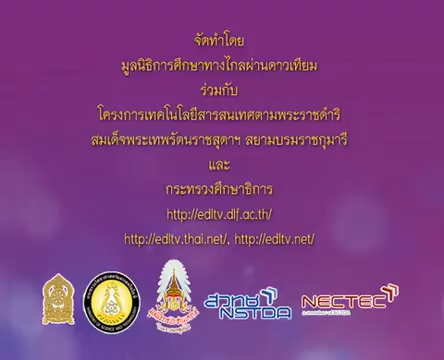 จัดทำโดย
มูลนิธิการศึกษาทางไกลผ่านดาวเทียม
ร่วมกับ
โครงการเทคโนโลยีสารสนเทศตามพระราชดำริ
สมเด็จพระเทพรัตนราชสุดาฯ สยามบรมราชกุมารี
และ
กระทรวงศึกษาธิการ
http://edltv.dlf.ac.th/
http://edltv.thai.net/, http://edltv.net/
สวทช NECTEC
NSTDA